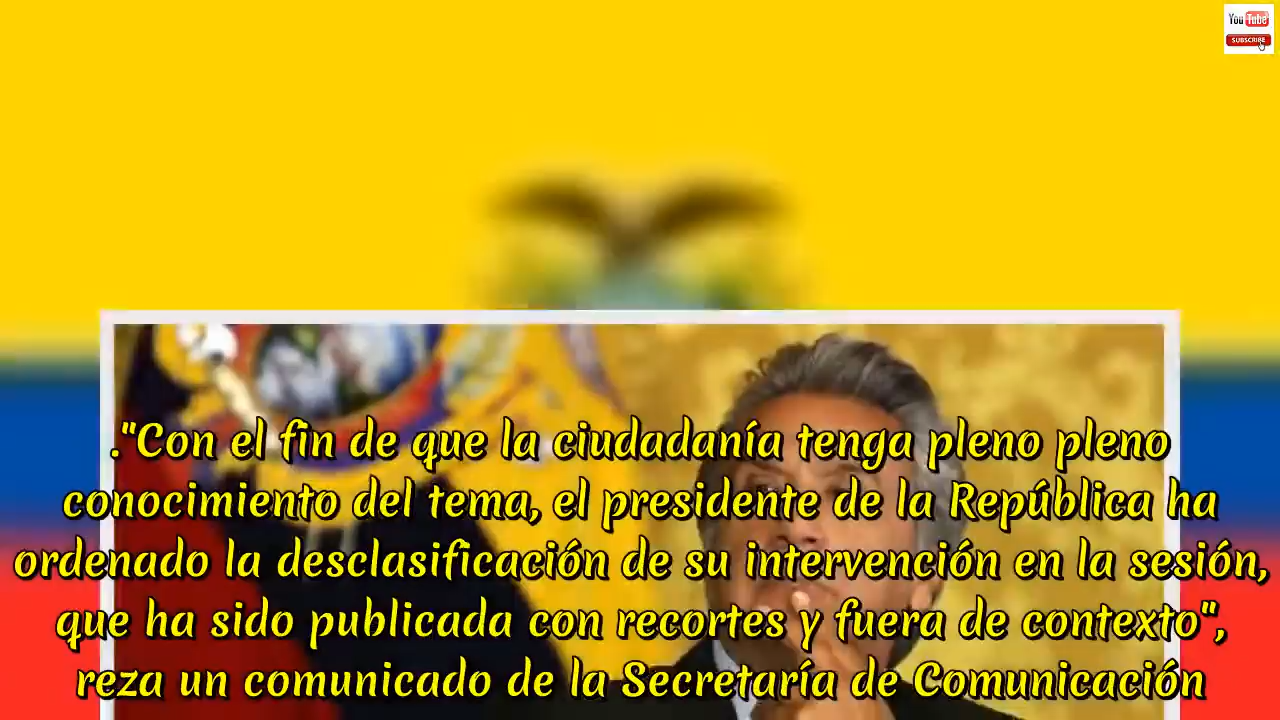 You Tube
SUBSCRIBE
."Con el fin de que la ciudadanía tenga pleno pleno
conocimiento del tema, el presidente de la República ha
ordenado la desclasificación de su intervención en la sesión,
que ha sido publicada con recortes y fuera de contexto",
reza un comunicado de la Secretaría de Comunicación